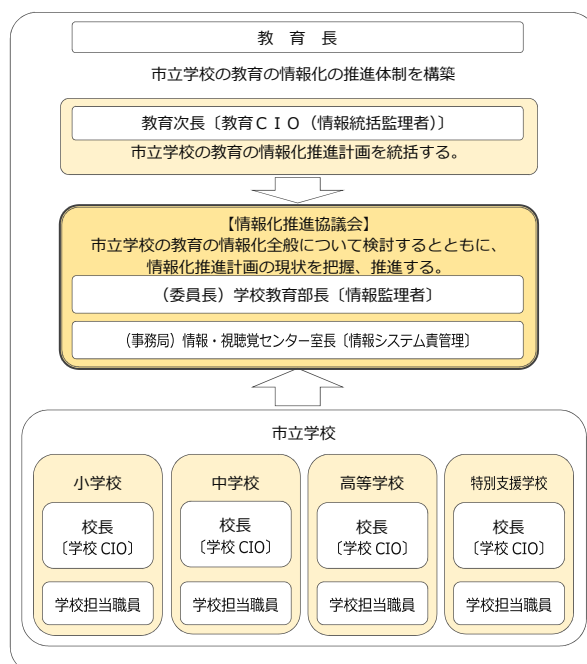 教　育　長
市立学校の教育の情報化の推進体制を構築
教育次長〔教育ＣＩＯ（情報統括監理者）〕
市立学校の教育の情報化推進計画を統括する。
【情報化推進協議会】
市立学校の教育の情報化全般について検討するとともに、
情報化推進計画の現状を把握、推進する。
（委員長）学校教育部長〔情報監理者〕
（事務局）情報・視聴覚センター室長〔情報システム責管理〕
市立学校
小学校
校長
〔学校 CIO〕
学校担当職員
中学校
校長
〔学校 CIO〕
学校担当職員
高等学校
校長
〔学校 CIO〕
学校担当職員
特別支援学校
校長
〔学校 CIO〕
学校担当職員